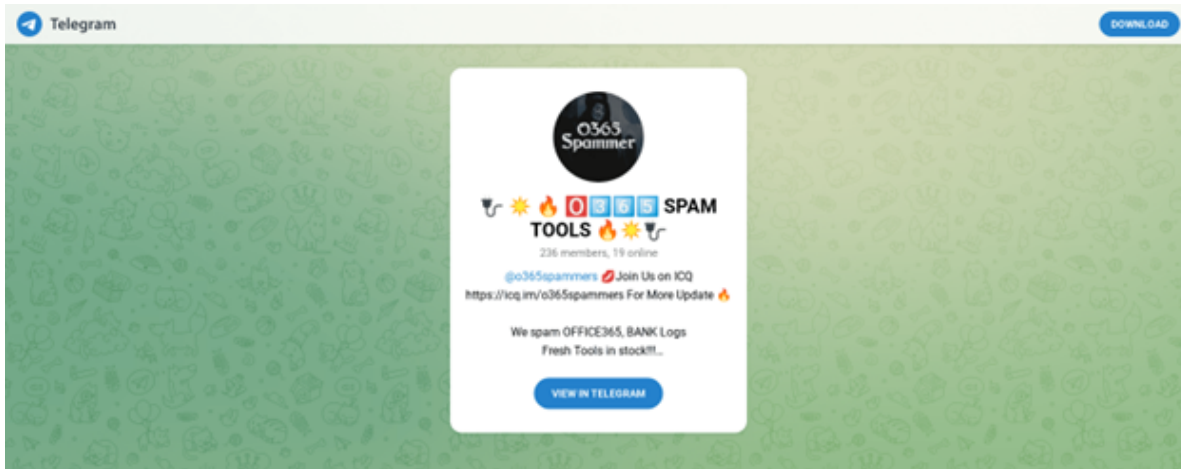 Telegram
DOWNLOAD
O365
Spammer
🔥 🅾️3️⃣6️⃣5️⃣ SPAM
TOOLS 🔥
236 members, 19 online
@o365spammers 💋Join Us on ICQ
https://icq.im/o365spammers For More Update 🔥
We spam OFFICE365, BANK Logs
Fresh Tools in stock!!!...
VIEW IN TELEGRAM